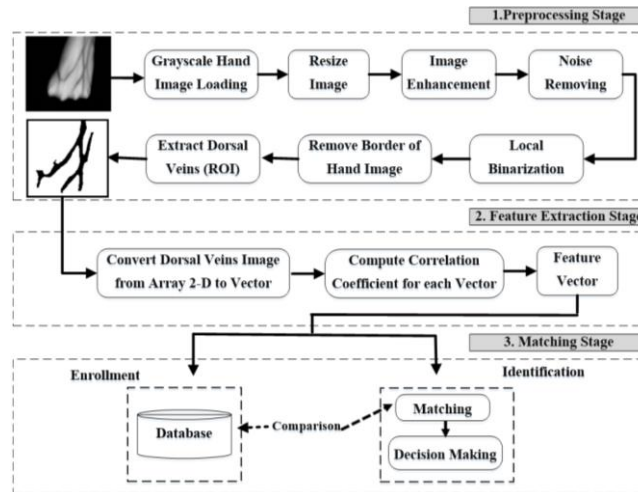 1.Preprocessing Stage
Grayscale Hand
Image Loading
Resize
Image
Image
Enhancement
Noise
Removing
Extract Dorsal
Veins (ROI)
Remove Border of
Hand Image
Local
Binarization
2. Feature Extraction Stage
Convert Dorsal Veins Image
from Array 2-D to Vector
Compute Correlation
Coefficient for each Vector
Feature
Vector
3. Matching Stage
Enrollment
Identification
Database
Comparison
Matching
Decision Making